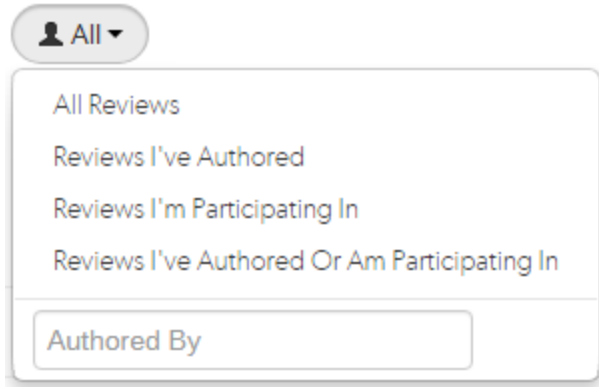 All
All Reviews
Reviews I've Authored
Reviews I'm Participating In
Reviews I've Authored Or Am Participating In
Authored By